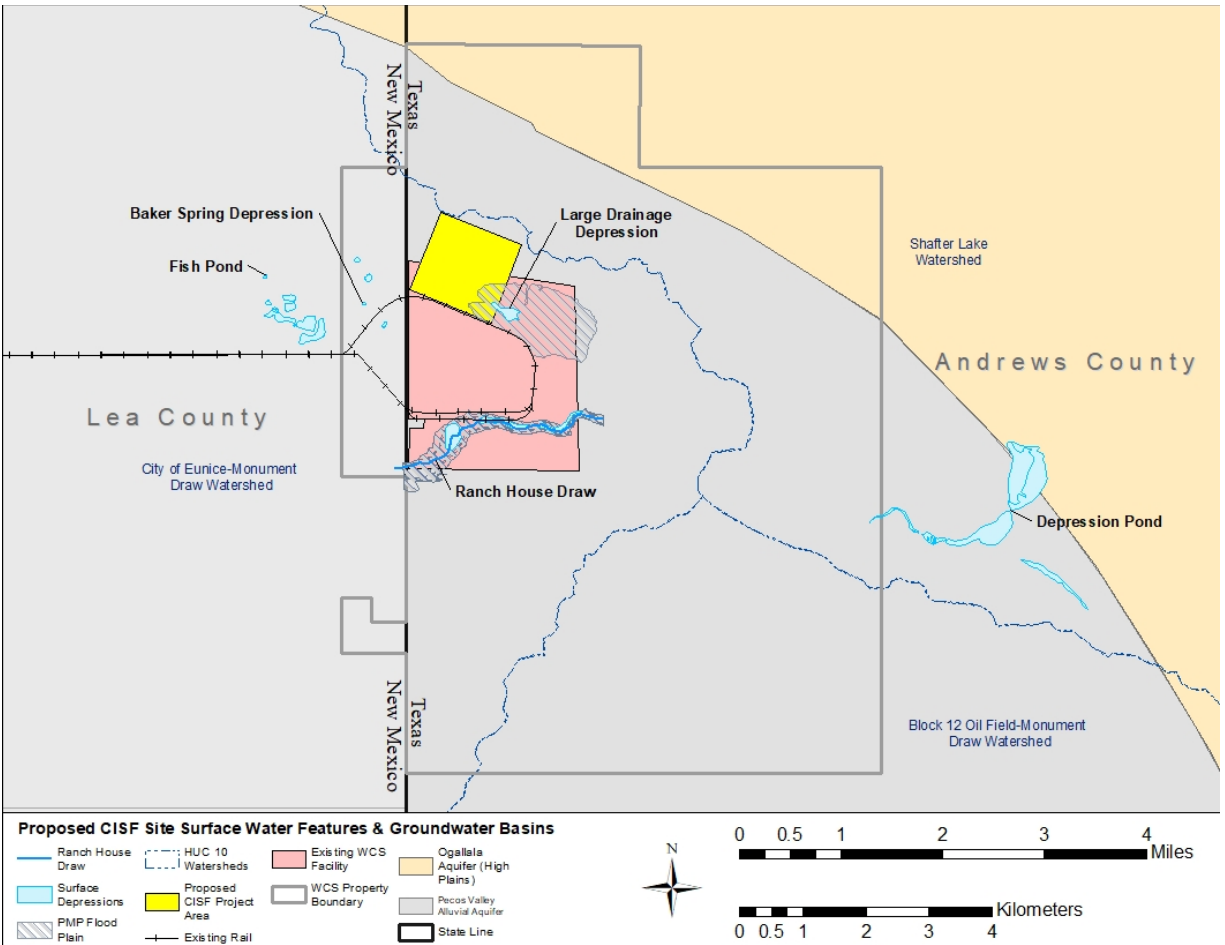 Texas
New Mexico
Baker Spring Depression
Large Drainage
Depression
Fish Pond
Shafter Lake
Watershed
Andrews County
Lea County
City of Eunice-Monument
Draw Watershed
Ranch House Draw
Depression Pond
Texas
New Mexico
Block 12 Oil Field-Monument
Draw Watershed
Proposed CISF Site Surface Water Features & Groundwater Basins
Ranch House
Draw
HUC 10
Watersheds
Existing WCS
Facility
Ogallala
Aquifer (High
Plains)
Surface
Depressions
Proposed
CISF Project
Area
WCS Property
Boundary
Pecos Valley
Alluvial Aquifer
PMP Flood
Plain
Existing Rail
State Line
N
0 0.5 1 2 3 4
Miles
Kilometers
0 0.5 1 2 3 4